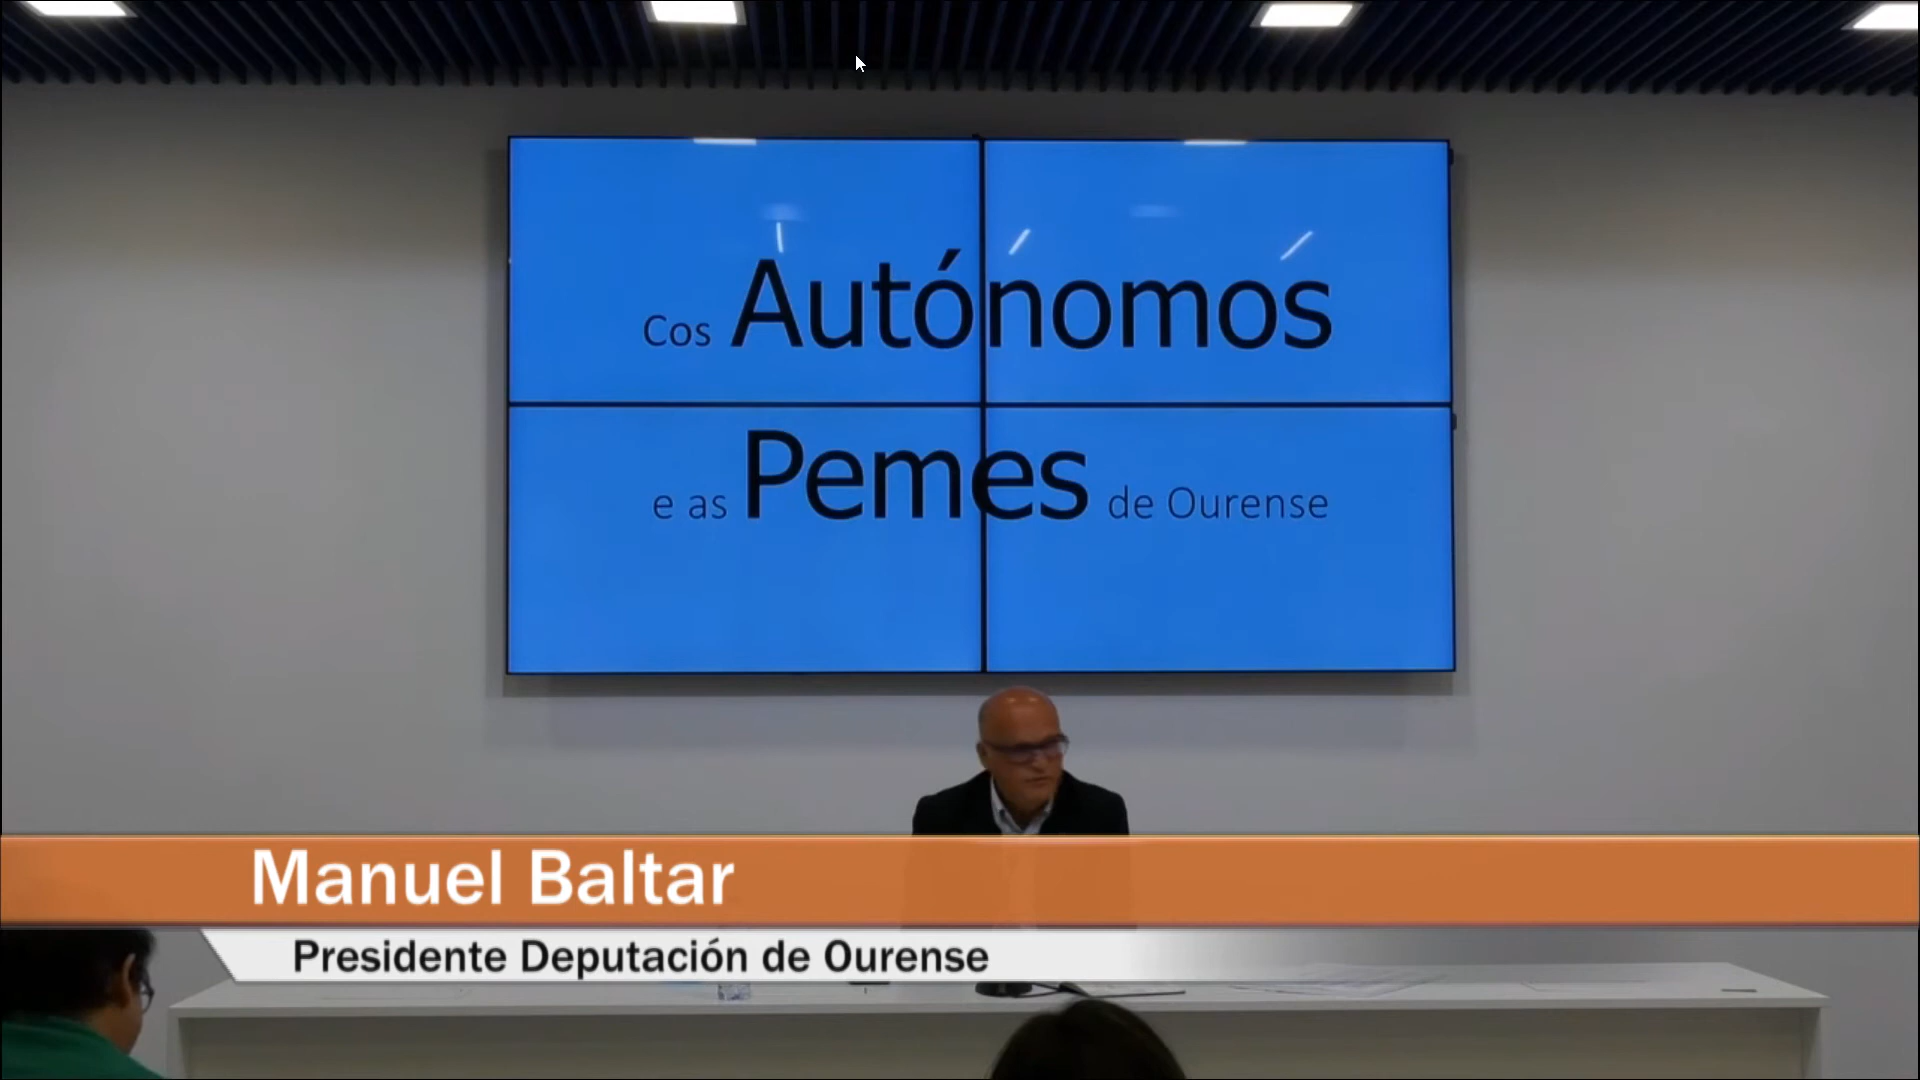 Cos Autónomos
e as Pemes de Ourense
Manuel Baltar
Presidente Deputación de Ourense